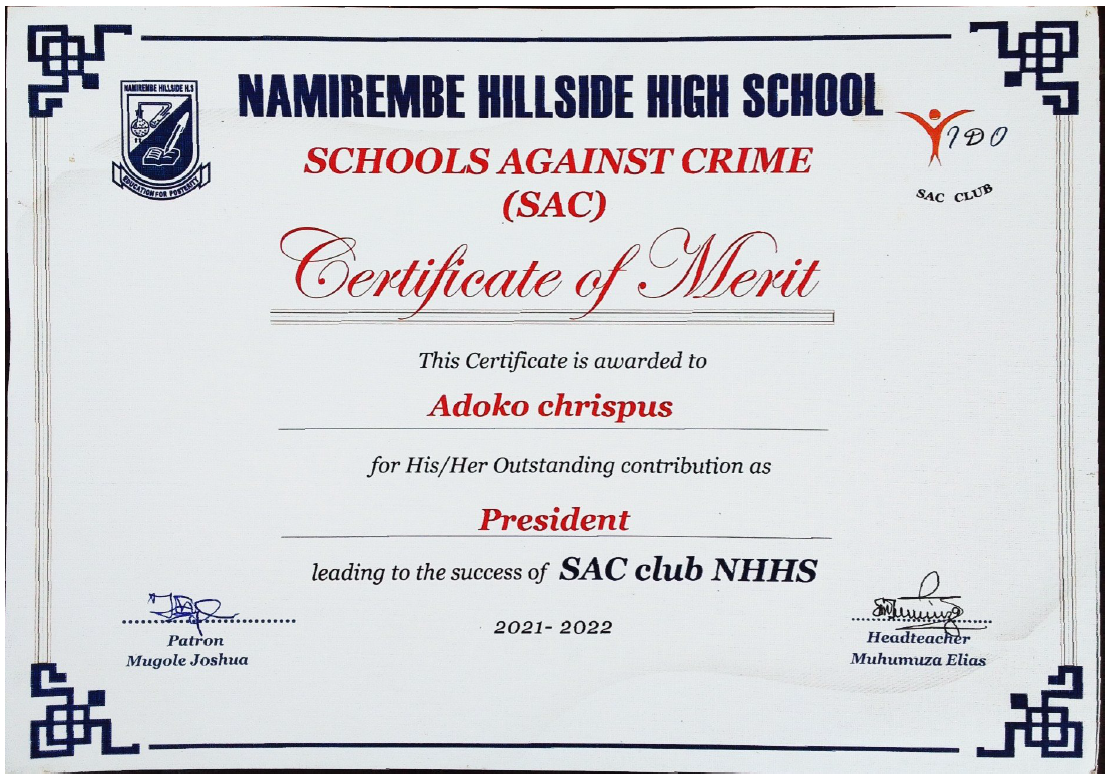 NAMIREMBE HILLSIDE H.S
EDUCATION FOR POSTERITY
NAMIREMBE HILLSIDE HIGH SCHOOL
YIDO
SAC CLUB
SCHOOLS AGAINST CRIME
(SAC)
Certificate of Merit
This Certificate is awarded to
Adoko chrispus
for His/Her Outstanding contribution as
President
leading to the success of SAC club NHHS
2021- 2022
Patron
Mugole Joshua
Headteacher
Muhumuza Elias